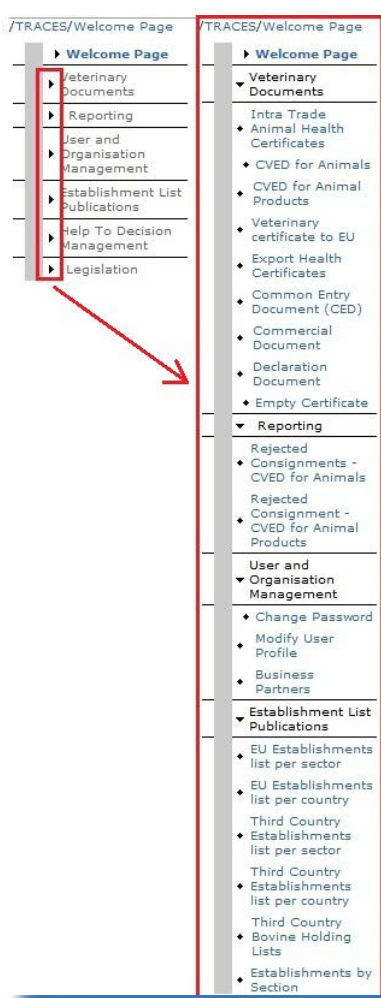 /TRACES/Welcome Page
Welcome Page
Veterinary
Documents
Reporting
User and
Organisation
Management
Establishment List
Publications
Help To Decision
Management
Legislation
/TRACES/Welcome Page
Welcome Page
Veterinary
Documents
Intra Trade
Animal Health
Certificates
CVED for Animals
CVED for Animal
Products
Veterinary
certificate to EU
Export Health
Certificates
Common Entry
Document (CED)
Commercial
Document
Declaration
Document
Empty Certificate
Reporting
Rejected
Consignments -
CVED for Animals
Rejected
Consignment -
CVED for Animal
Products
User and
Organisation
Management
Change Password
Modify User
Profile
Business
Partners
Establishment List
Publications
EU Establishments
list per sector
EU Establishments
list per country
Third Country
Establishments
list per sector
Third Country
Establishments
list per country
Third Country
Bovine Holding
Lists
Establishments by
Section